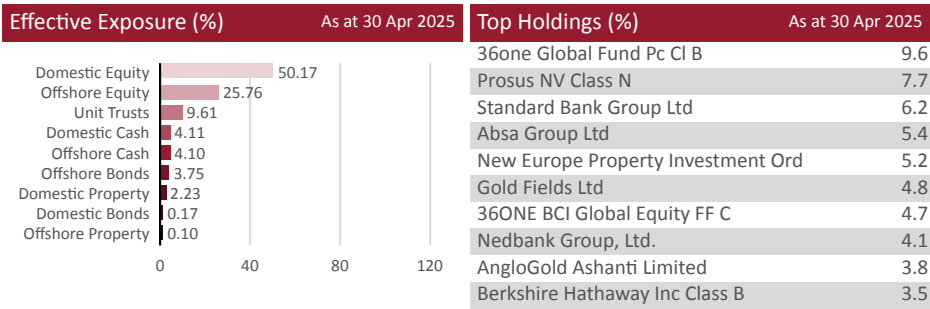 Effective Exposure (%) As at 30 Apr 2025
Domestic Equity 50.17
Offshore Equity 25.76
Unit Trusts 9.61
Domestic Cash 4.11
Offshore Cash 4.10
Offshore Bonds 3.75
Domestic Property 2.23
Domestic Bonds 0.17
Offshore Property 0.10
0 40 80 120
Top Holdings (%) As at 30 Apr 2025
36one Global Fund Pc Cl B 9.6
Prosus NV Class N 7.7
Standard Bank Group Ltd 6.2
Absa Group Ltd 5.4
New Europe Property Investment Ord 5.2
Gold Fields Ltd 4.8
36ONE BCI Global Equity FF C 4.7
Nedbank Group, Ltd. 4.1
AngloGold Ashanti Limited 3.8
Berkshire Hathaway Inc Class B 3.5